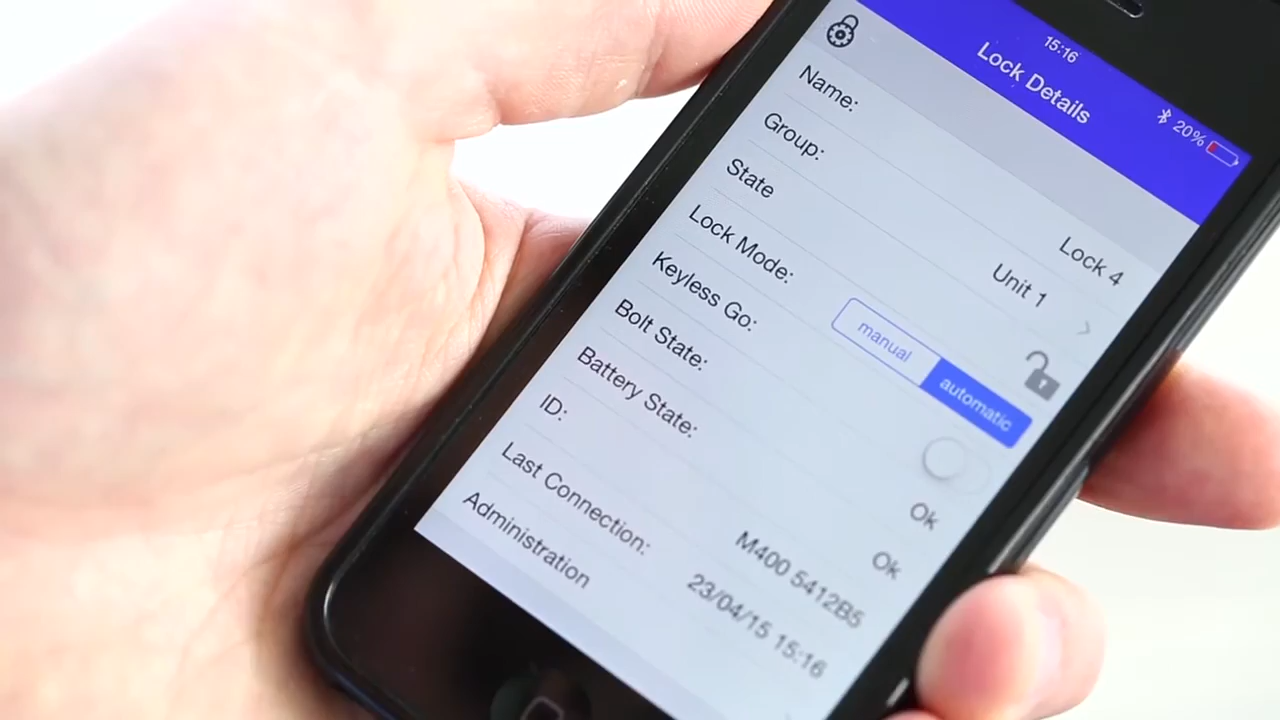 15:16
20%
Lock Details
Name: Lock 4
Group: Unit 1
State
Lock Mode: manual automatic
Keyless Go:
Bolt State: Ok
Battery State: Ok
ID: M400 5412B5
Last Connection: 23/04/15 15:16
Administration